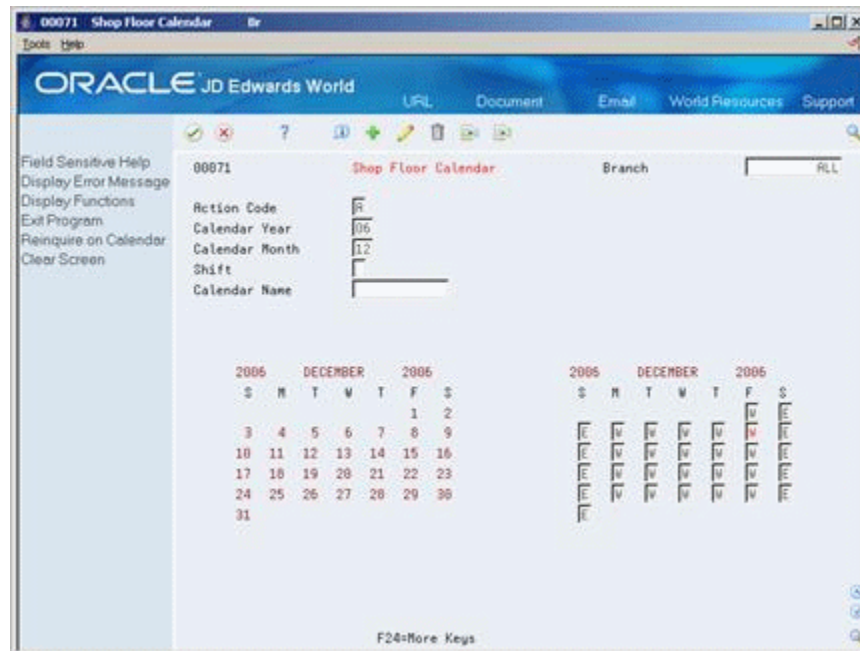 00071 Shop Floor Calendar Br
Tools Help
ORACLE JD Edwards World
URL Document Email World Resources Support
?
Field Sensitive Help
Display Error Message
Display Functions
Exit Program
Reinquire on Calendar
Clear Screen
00071 Shop Floor Calendar Branch ALL
Action Code A
Calendar Year 06
Calendar Month 12
Shift
Calendar Name
2006 DECEMBER 2006
S M T W T F S
1 2
3 4 5 6 7 8 9
10 11 12 13 14 15 16
17 18 19 20 21 22 23
24 25 26 27 28 29 30
31
2006 DECEMBER 2006
S M T W T F S
W E
E W W W W W E
E W W W W W E
E W W W W W E
E W W W W W E
E
F24=More Keys